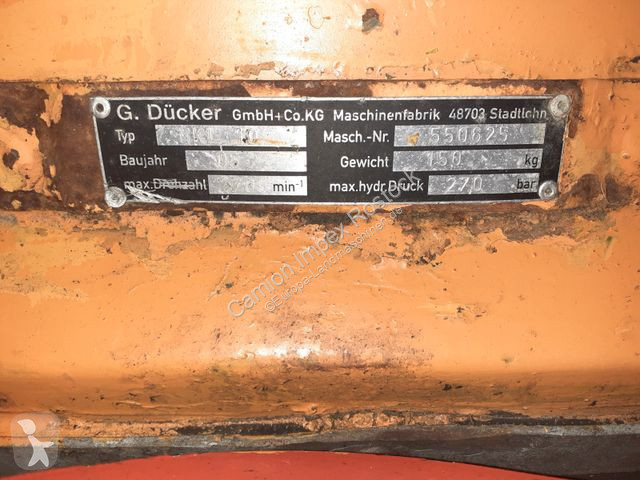 G. Dücker GmbH+Co.KG Maschinenfabrik 48703 Stadtlohn
Typ Masch.-Nr. 550625
Baujahr Gewicht 150 kg
max.Drehzahl min⁻¹ max.hydr.Druck 270 bar
Camion Imbex Rostock